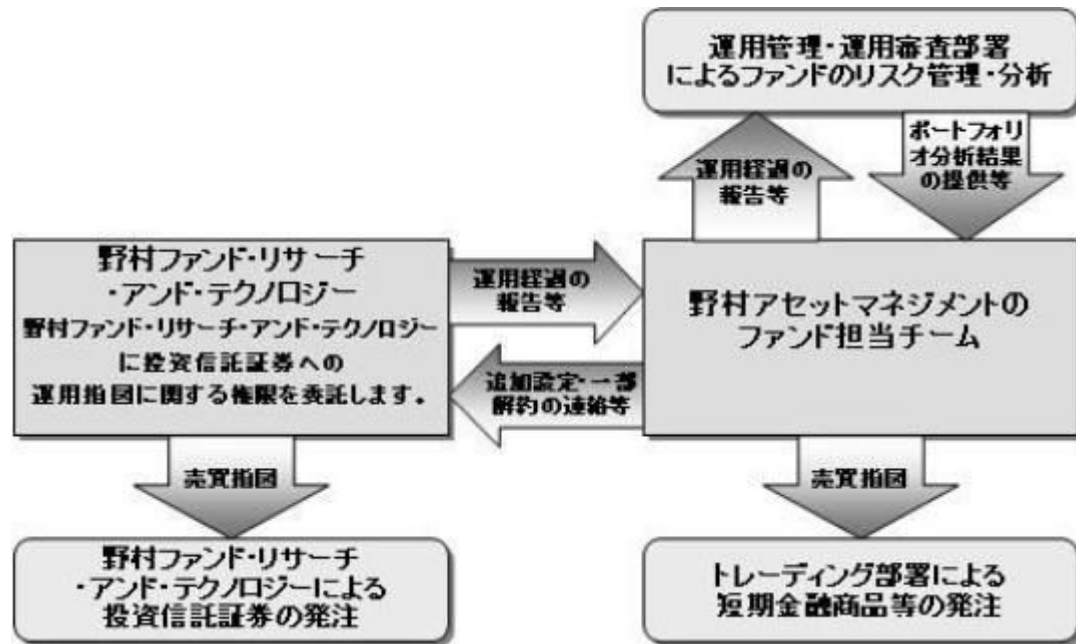 運用管理・運用審査部署
によるファンドのリスク管理・分析
運用経過の
報告等
ポートフォリ
オ分析結果
の提供等
野村ファンド・リサーチ
・アンド・テクノロジー
野村ファンド・リサーチ・アンド・テクノロジー
に投資信託証券への
運用指図に関する権限を委託します。
運用経過の
報告等
追加設定・一部
解約の連絡等
野村アセットマネジメントの
ファンド担当チーム
売買指図
売買指図
野村ファンド・リサーチ
・アンド・テクノロジーによる
投資信託証券の発注
トレーディング部署による
短期金融商品等の発注